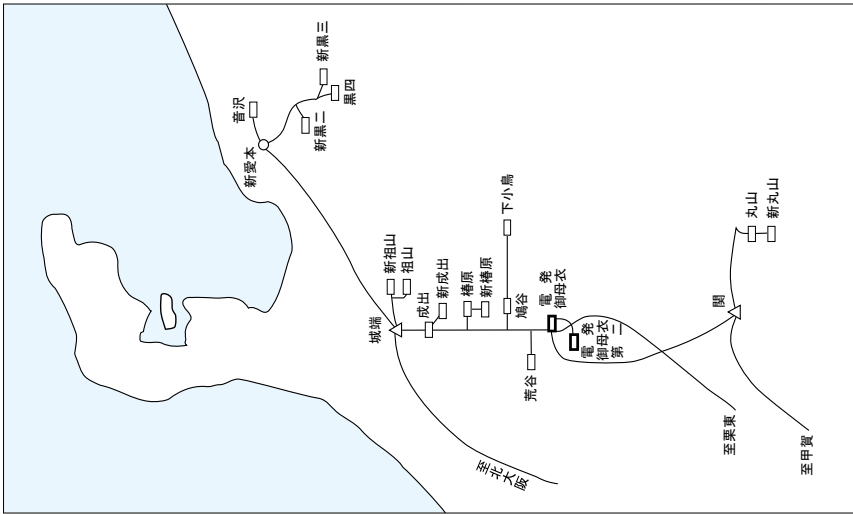 新黒三
黒四
音沢
新黒二
新愛本
下小鳥
丸山
新丸山
新祖山
祖山
成出
新成出
椿原
新椿原
鳩谷
電発
御母衣
城端
関
電発
御母衣
第二
荒谷
至栗東
至甲賀
至北大阪